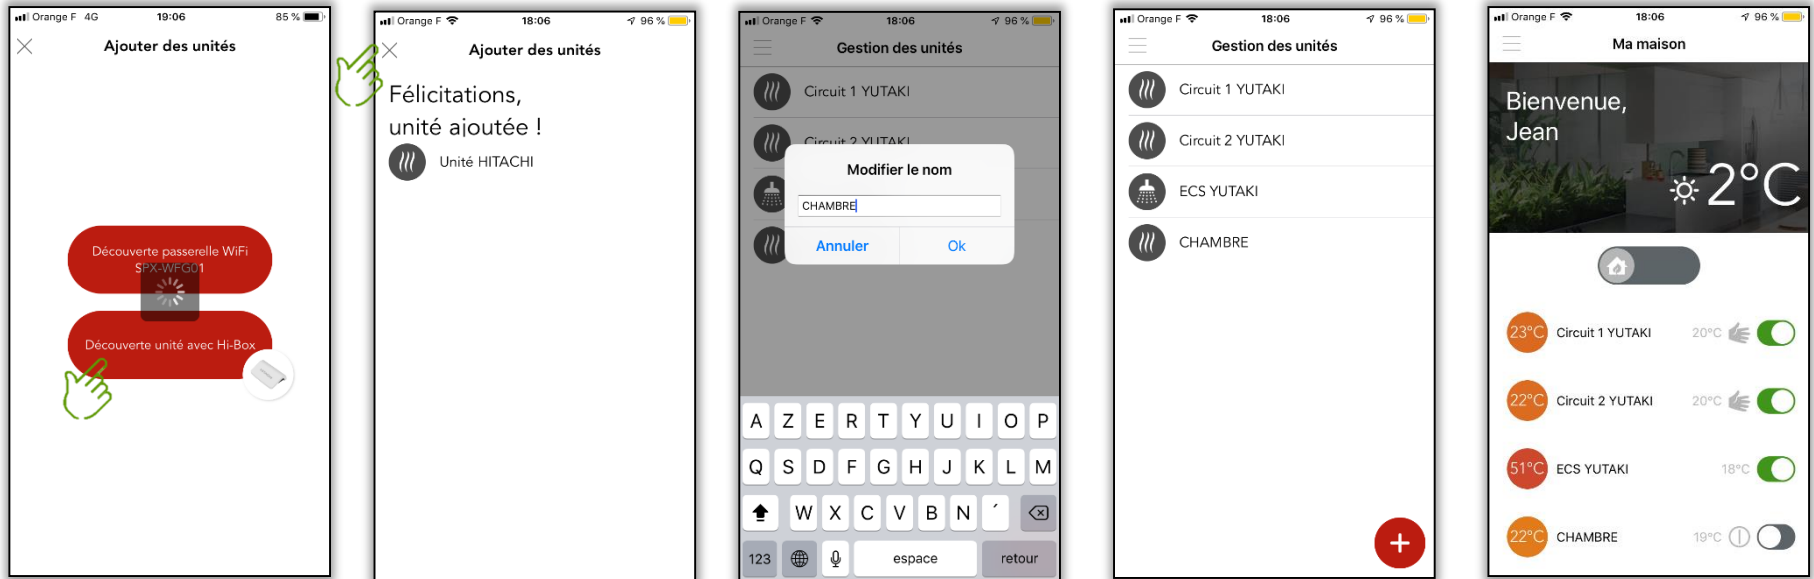 Orange F 4G 19:06 85 %
Ajouter des unités
Découverte passerelle WiFi
SPX-WFG01
Découverte unité avec Hi-Box
Orange F 18:06 96 %
Ajouter des unités
Félicitations,
unité ajoutée !
Unité HITACHI
Orange F 18:06 96 %
Gestion des unités
Circuit 1 YUTAKI
Circuit 2 YUTAKI
Modifier le nom
CHAMBRE
Annuler Ok
A Z E R T Y U I O P
Q S D F G H J K L M
W X C V B N ´
123 espace retour
Orange F 18:06 96 %
Gestion des unités
Circuit 1 YUTAKI
Circuit 2 YUTAKI
ECS YUTAKI
CHAMBRE
Orange F 18:06 96 %
Ma maison
Bienvenue,
Jean
2°C
23°C Circuit 1 YUTAKI 20°C
22°C Circuit 2 YUTAKI 20°C
51°C ECS YUTAKI 18°C
22°C CHAMBRE 19°C